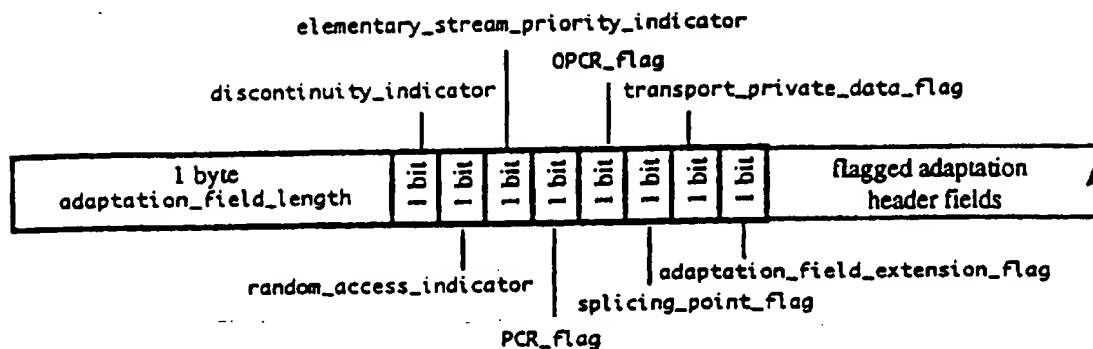 elementary_stream_priority_indicator
OPCR_flag
discontinuity_indicator
transport_private_data_flag
1 byte
adaptation_field_length
1 bit
1 bit
1 bit
1 bit
1 bit
1 bit
1 bit
1 bit
flagged adaptation
header fields
adaptation_field_extension_flag
random_access_indicator
splicing_point_flag
PCR_flag